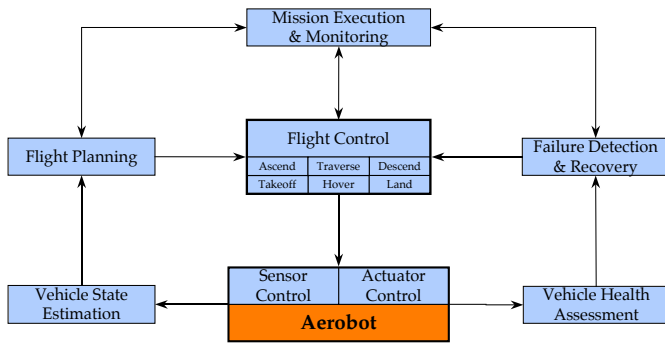 Mission Execution
& Monitoring
Flight Planning
Flight Control
Ascend Traverse Descend
Takeoff Hover Land
Failure Detection
& Recovery
Vehicle State
Estimation
Sensor
Control
Actuator
Control
Aerobot
Vehicle Health
Assessment